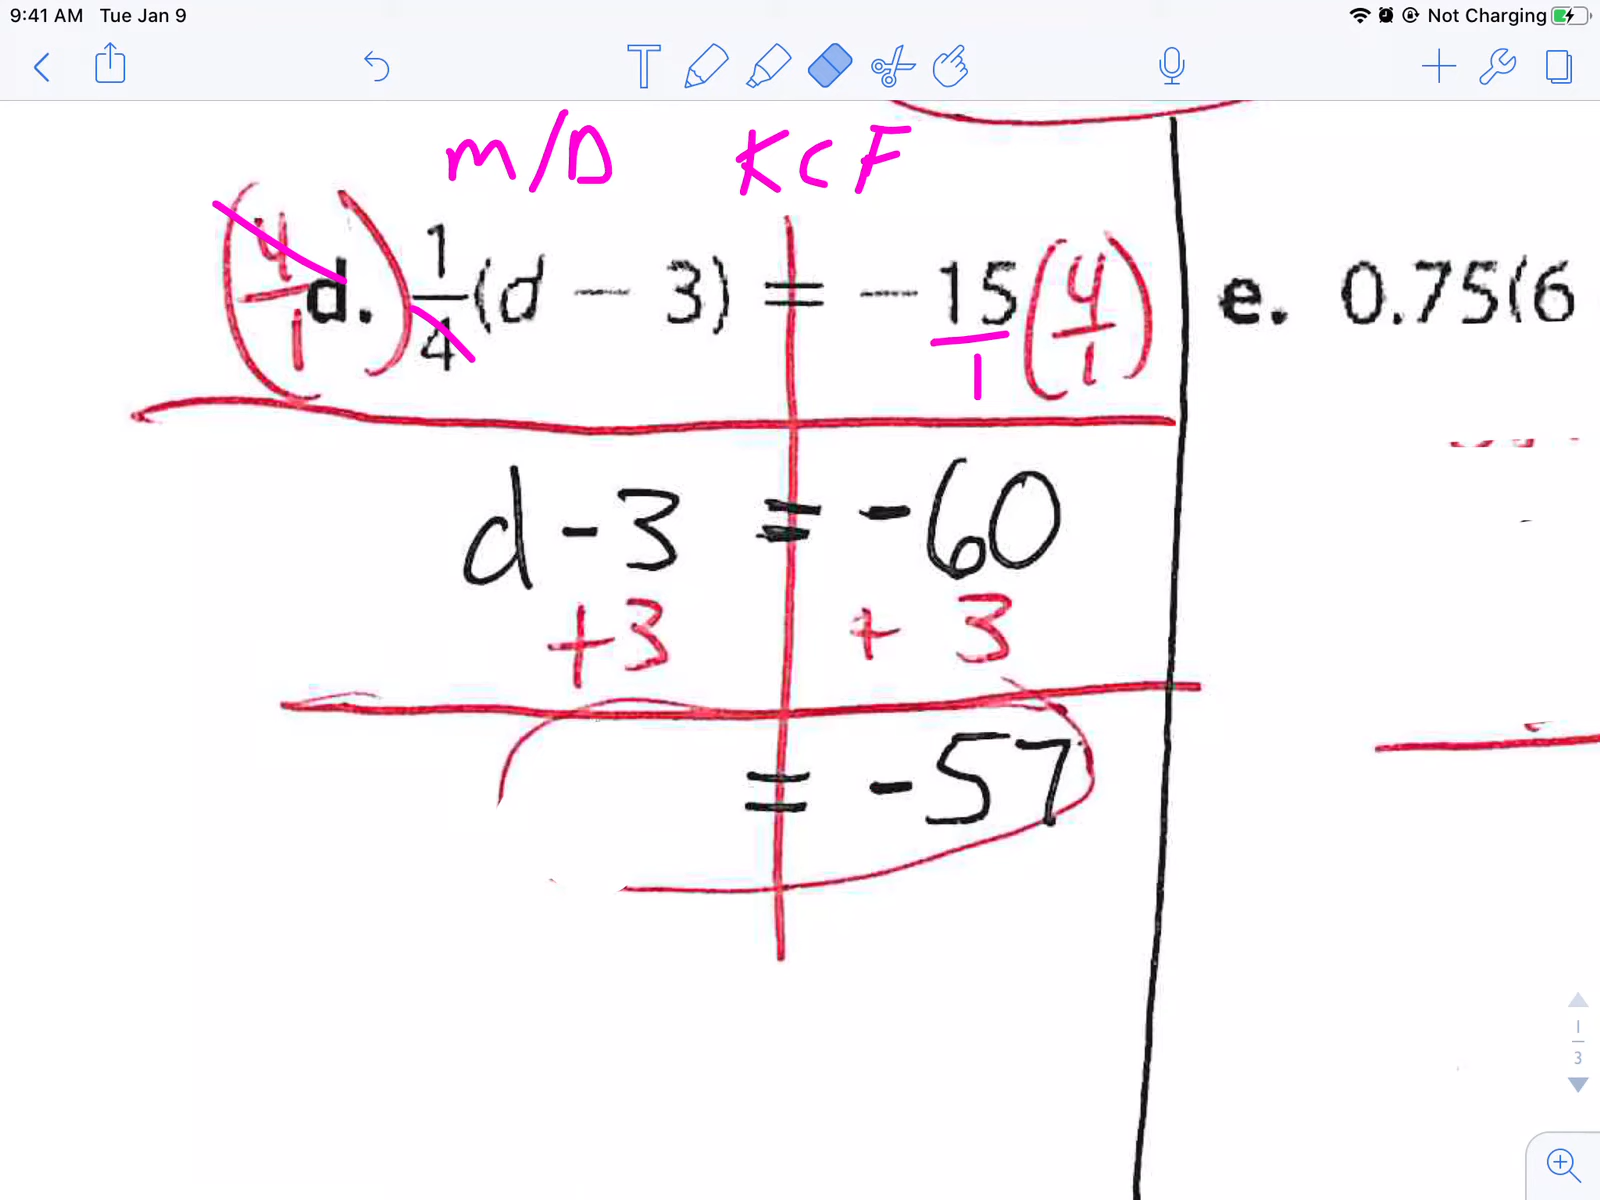 9:41 AM Tue Jan 9 Not Charging
T
M/D KCF
(4/1) d. 1/4(d − 3) = −15/1 (4/1) e. 0.75(6
d - 3 = -60
+3 + 3
= -57
1
3